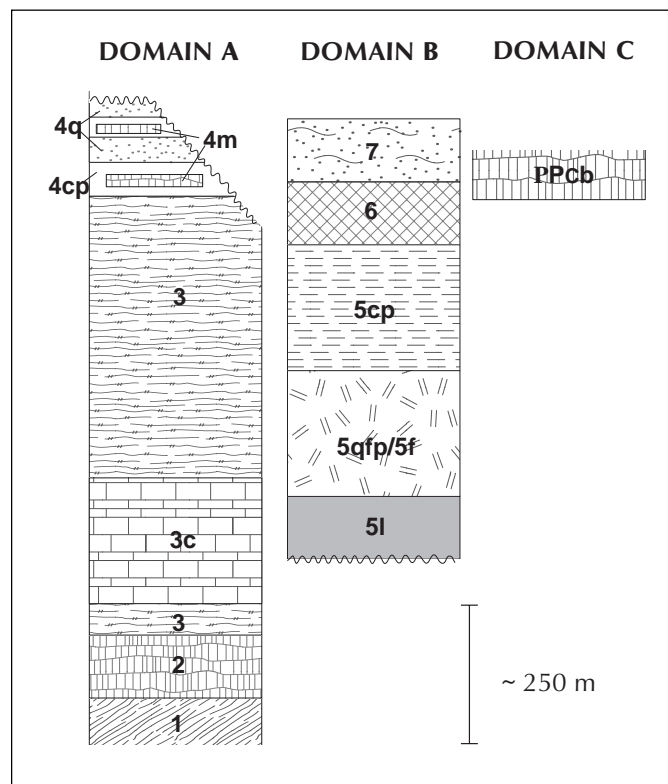 DOMAIN A DOMAIN B DOMAIN C
4q
4m
4cp
3
3c
3
2
1
7
6
5cp
5qfp/5f
5l
PPcb
~ 250 m